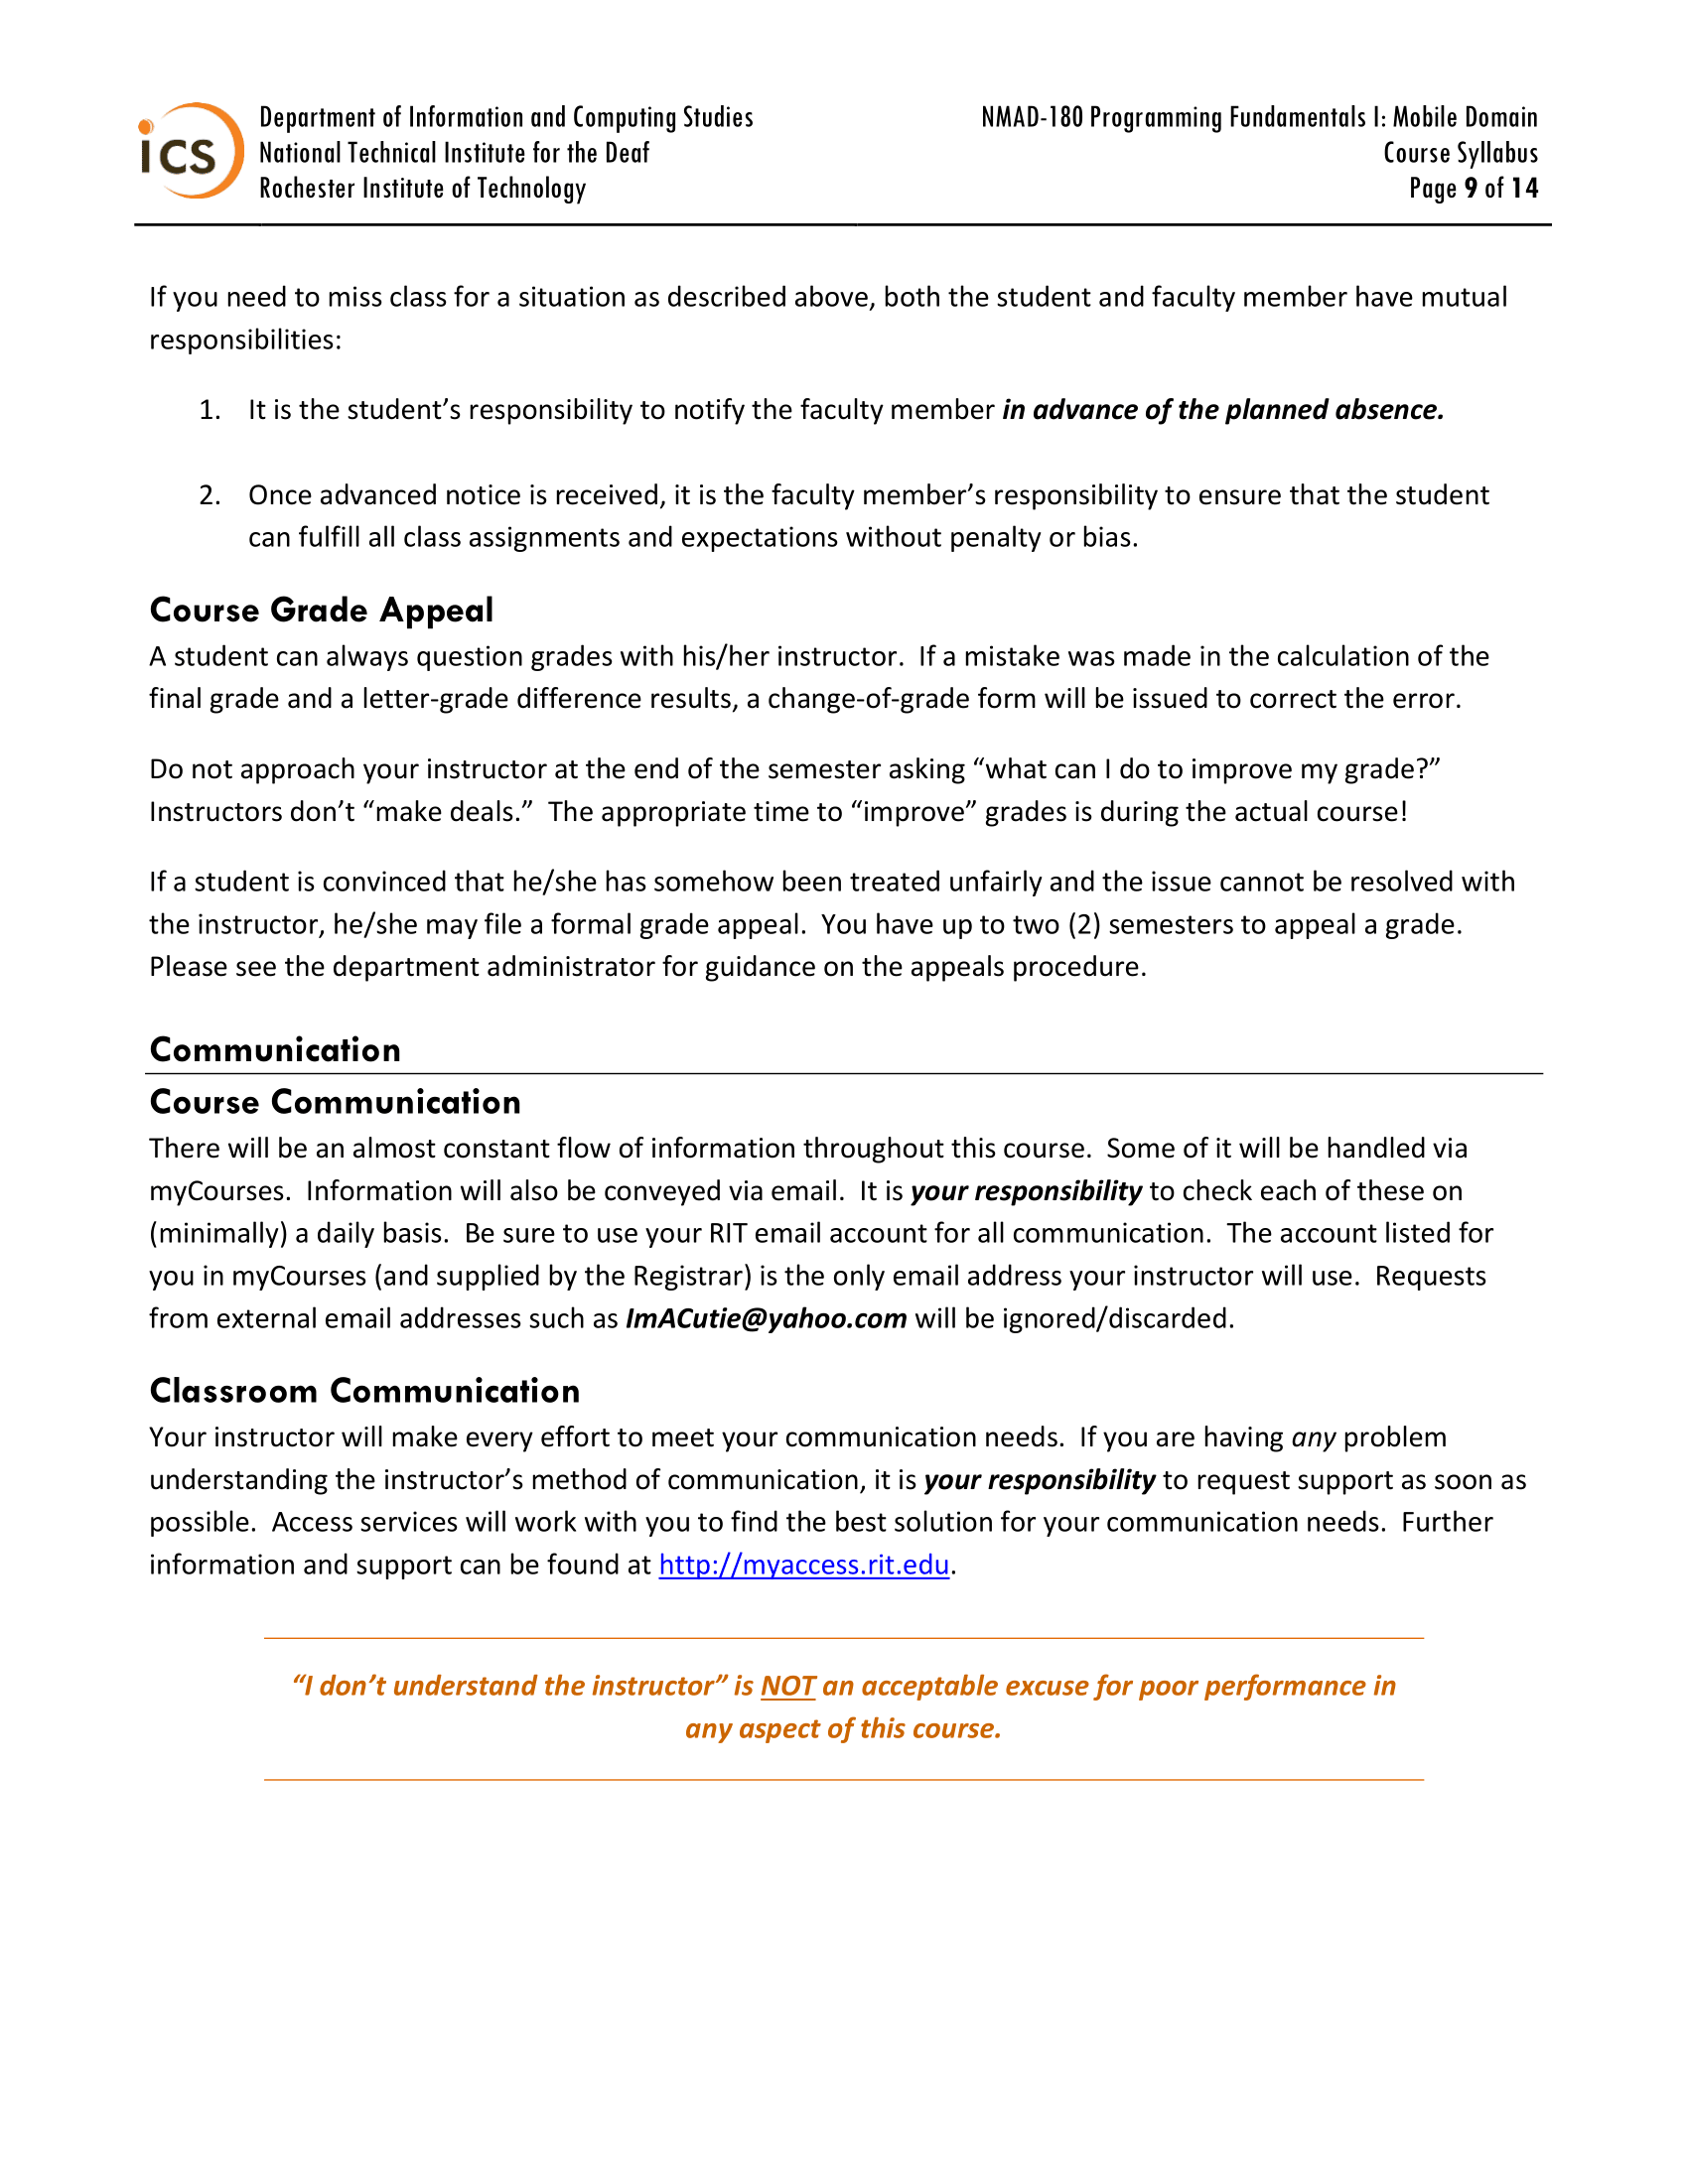 ics
Department of Information and Computing Studies
National Technical Institute for the Deaf
Rochester Institute of Technology
NMAD-180 Programming Fundamentals I: Mobile Domain
Course Syllabus
Page 9 of 14
If you need to miss class for a situation as described above, both the student and faculty member have mutual
responsibilities:
1. It is the student’s responsibility to notify the faculty member in advance of the planned absence.
2. Once advanced notice is received, it is the faculty member’s responsibility to ensure that the student
can fulfill all class assignments and expectations without penalty or bias.
Course Grade Appeal
A student can always question grades with his/her instructor.  If a mistake was made in the calculation of the
final grade and a letter-grade difference results, a change-of-grade form will be issued to correct the error.
Do not approach your instructor at the end of the semester asking “what can I do to improve my grade?”
Instructors don’t “make deals.”  The appropriate time to “improve” grades is during the actual course!
If a student is convinced that he/she has somehow been treated unfairly and the issue cannot be resolved with
the instructor, he/she may file a formal grade appeal.  You have up to two (2) semesters to appeal a grade.
Please see the department administrator for guidance on the appeals procedure.
Communication
Course Communication
There will be an almost constant flow of information throughout this course.  Some of it will be handled via
myCourses.  Information will also be conveyed via email.  It is your responsibility to check each of these on
(minimally) a daily basis.  Be sure to use your RIT email account for all communication.  The account listed for
you in myCourses (and supplied by the Registrar) is the only email address your instructor will use.  Requests
from external email addresses such as ImACutie@yahoo.com will be ignored/discarded.
Classroom Communication
Your instructor will make every effort to meet your communication needs.  If you are having any problem
understanding the instructor’s method of communication, it is your responsibility to request support as soon as
possible.  Access services will work with you to find the best solution for your communication needs.  Further
information and support can be found at http://myaccess.rit.edu.
“I don’t understand the instructor” is NOT an acceptable excuse for poor performance in
any aspect of this course.